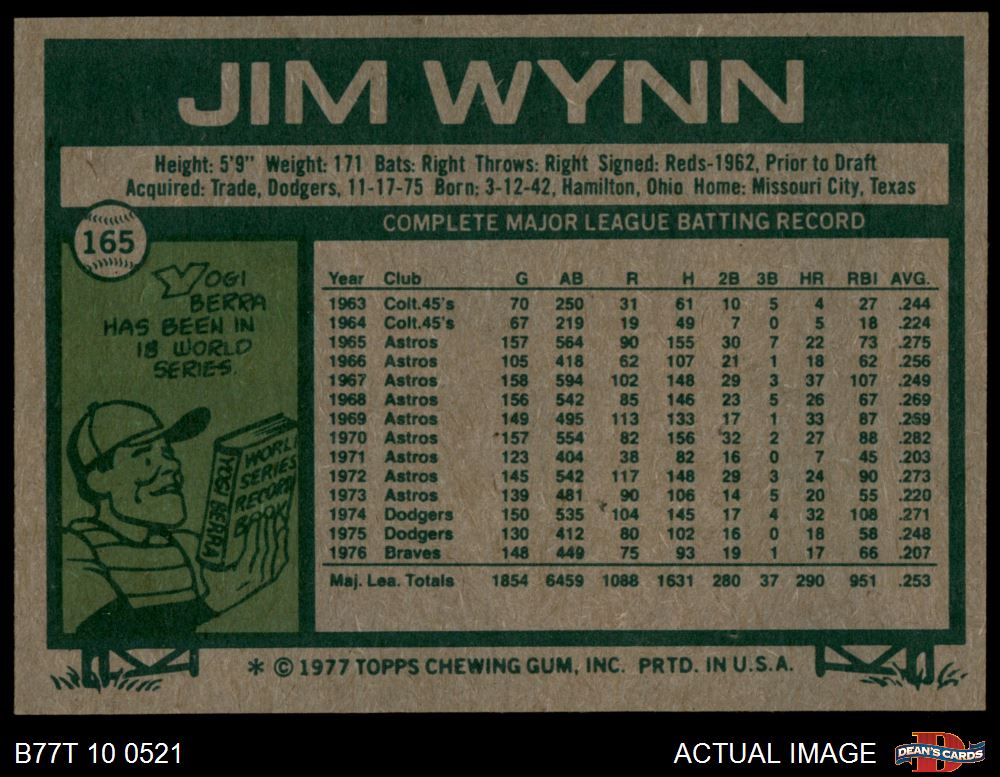 JIM WYNN
Height: 5'9" Weight: 171 Bats: Right Throws: Right Signed: Reds-1962, Prior to Draft
Acquired: Trade, Dodgers, 11-17-75 Born: 3-12-42, Hamilton, Ohio Home: Missouri City, Texas
165
COMPLETE MAJOR LEAGUE BATTING RECORD
YOGI
BERRA
HAS BEEN IN
18 WORLD
SERIES.
WORLD
SERIES
RECORD
BOOK
YOGI BERRA
Year Club G AB R H 2B 3B HR RBI AVG.
1963 Colt.45's 70 250 31 61 10 5 4 27 .244
1964 Colt.45's 67 219 19 49 7 0 5 18 .224
1965 Astros 157 564 90 155 30 7 22 73 .275
1966 Astros 105 418 62 107 21 1 18 62 .256
1967 Astros 158 594 102 148 29 3 37 107 .249
1968 Astros 156 542 85 146 23 5 26 67 .269
1969 Astros 149 495 113 133 17 1 33 87 .269
1970 Astros 157 554 82 156 32 2 27 88 .282
1971 Astros 123 404 38 82 16 0 7 45 .203
1972 Astros 145 542 117 148 29 3 24 90 .273
1973 Astros 139 481 90 106 14 5 20 55 .220
1974 Dodgers 150 535 104 145 17 4 32 108 .271
1975 Dodgers 130 412 80 102 16 0 18 58 .248
1976 Braves 148 449 75 93 19 1 17 66 .207
Maj. Lea. Totals 1854 6459 1088 1631 280 37 290 951 .253
* © 1977 TOPPS CHEWING GUM, INC. PRTD. IN U.S.A.
B77T 10 0521
ACTUAL IMAGE
D
DEAN'S CARDS